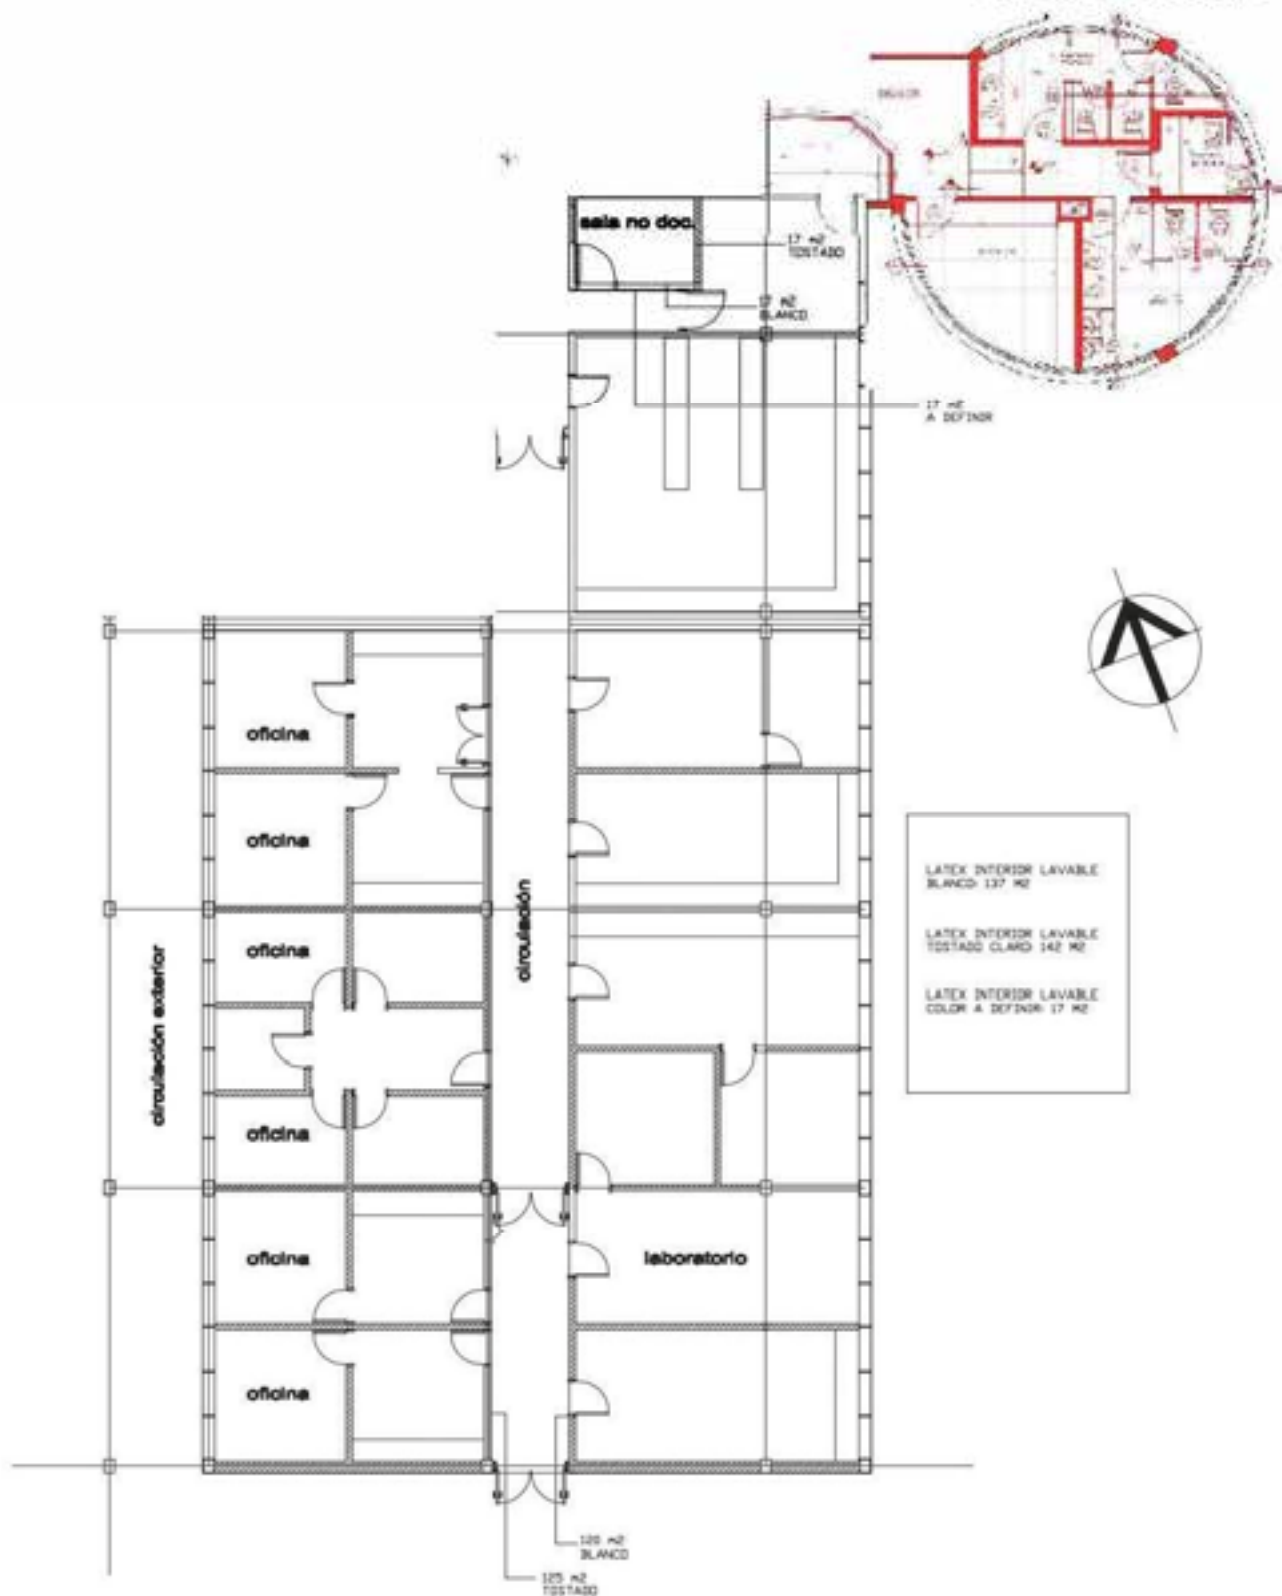 sala no doc.
17 m2
TOSTADO
17 m2
BLANCO
17 m2
A DEFINIR
oficina
oficina
circulación
oficina
circulación exterior
oficina
oficina
laboratorio
oficina
LATEX INTERIOR LAVABLE
BLANCO: 137 M2
LATEX INTERIOR LAVABLE
TOSTADO CLARO: 142 M2
LATEX INTERIOR LAVABLE
COLOR A DEFINIR: 17 M2
120 m2
BLANCO
125 m2
TOSTADO